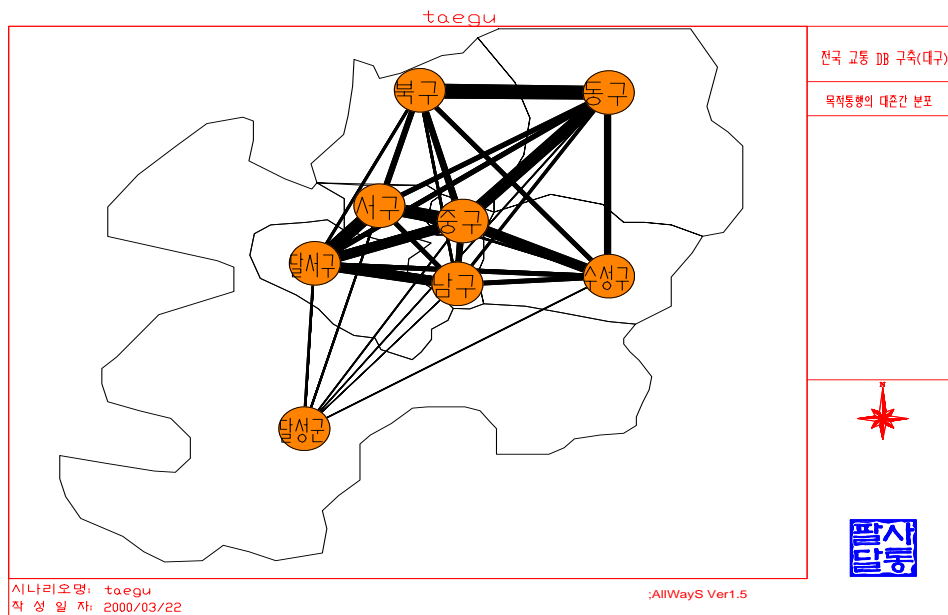 taegu
전국 교통 DB 구축(대구)
목적통행의 대죤간 분포
북구
동구
서구
중구
달서구
남구
수성구
달성군
팔사
달통
시나리오명: taegu
작 성 일 자: 2000/03/22
;AllWayS Ver1.5